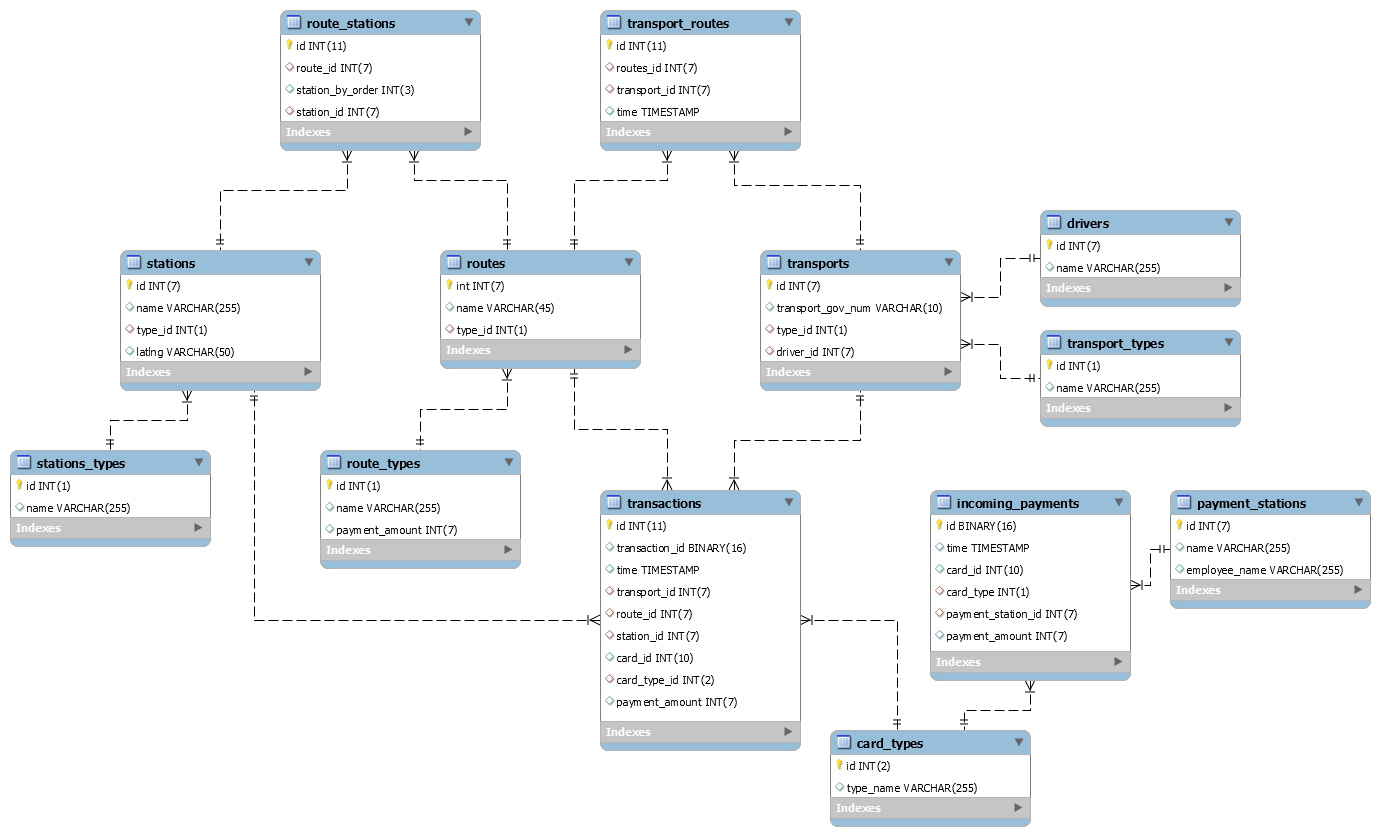 route_stations
id INT(11)
route_id INT(7)
station_by_order INT(3)
station_id INT(7)
Indexes
transport_routes
id INT(11)
routes_id INT(7)
transport_id INT(7)
time TIMESTAMP
Indexes
drivers
id INT(7)
name VARCHAR(255)
Indexes
stations
id INT(7)
name VARCHAR(255)
type_id INT(1)
latlng VARCHAR(50)
Indexes
routes
int INT(7)
name VARCHAR(45)
type_id INT(1)
Indexes
transports
id INT(7)
transport_gov_num VARCHAR(10)
type_id INT(1)
driver_id INT(7)
Indexes
transport_types
id INT(1)
name VARCHAR(255)
Indexes
stations_types
id INT(1)
name VARCHAR(255)
Indexes
route_types
id INT(1)
name VARCHAR(255)
payment_amount INT(7)
Indexes
transactions
id INT(11)
transaction_id BINARY(16)
time TIMESTAMP
transport_id INT(7)
route_id INT(7)
station_id INT(7)
card_id INT(10)
card_type_id INT(2)
payment_amount INT(7)
Indexes
incoming_payments
id BINARY(16)
time TIMESTAMP
card_id INT(10)
card_type INT(1)
payment_station_id INT(7)
payment_amount INT(7)
Indexes
payment_stations
id INT(7)
name VARCHAR(255)
employee_name VARCHAR(255)
Indexes
card_types
id INT(2)
type_name VARCHAR(255)
Indexes